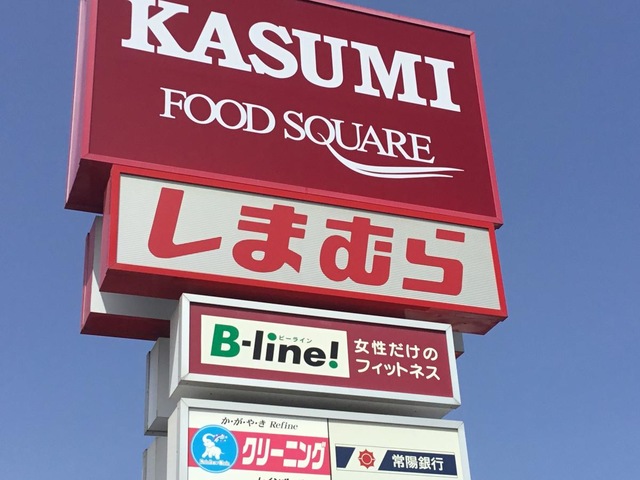 KASUMI
FOOD SQUARE
しまむら
ビーライン
B-line!
女性だけの
フィットネス
か・が・や・き Refine
クリーニング
常陽銀行